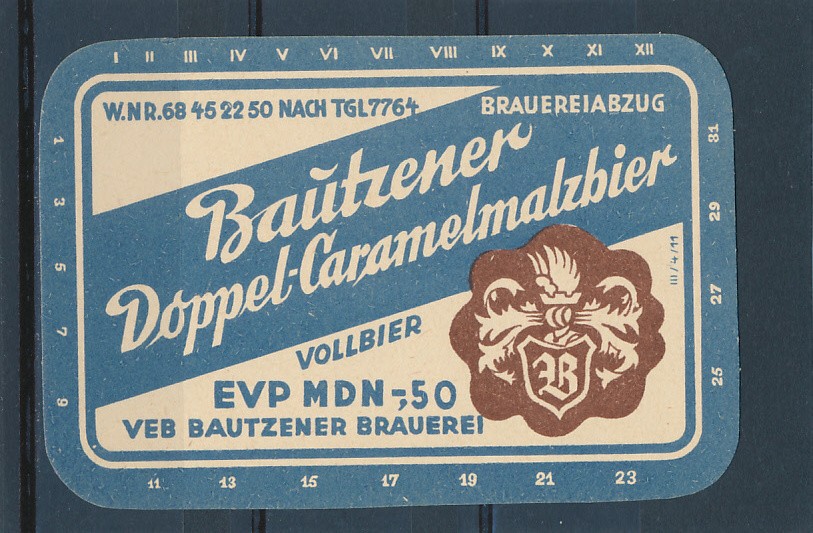 I II III IV V VI VII VIII IX X XI XII
W.NR. 68 45 22 50 NACH TGL 7764
BRAUEREIABZUG
Bautzener
Doppel-Caramelmalzbier
VOLLBIER
EVP MDN -,50
VEB BAUTZENER BRAUEREI
B
III/4/11
1
3
5
7
9
11 13 15 17 19 21 23
25
27
29
31